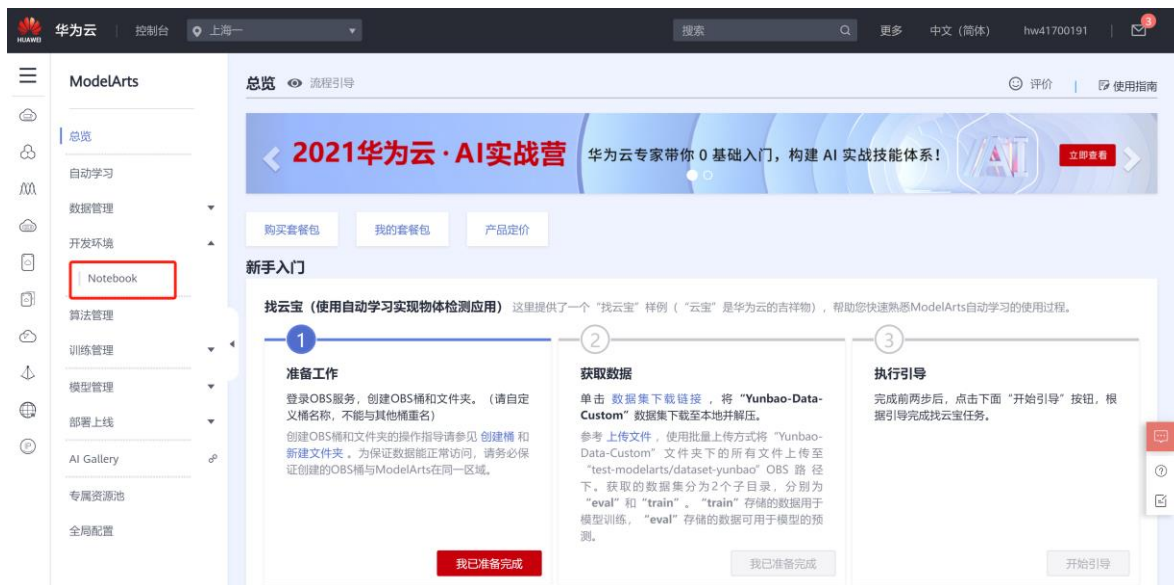 HUAWEI
华为云
控制台
上海一
搜索
更多
中文 (简体)
hw41700191
3
ModelArts
总览
自动学习
数据管理
开发环境
Notebook
算法管理
训练管理
模型管理
部署上线
AI Gallery
专属资源池
全局配置
总览
流程引导
评价
使用指南
2021华为云·AI实战营
华为云专家带你 0 基础入门，构建 AI 实战技能体系！
AI
立即查看
购买套餐包
我的套餐包
产品定价
新手入门
找云宝（使用自动学习实现物体检测应用） 这里提供了一个“找云宝”样例（“云宝”是华为云的吉祥物），帮助您快速熟悉ModelArts自动学习的使用过程。
1
准备工作
登录OBS服务，创建OBS桶和文件夹。（请自定
义桶名称，不能与其他桶重名）
创建OBS桶和文件夹的操作指导请参见 创建桶 和
新建文件夹 。为保证数据能正常访问，请务必保
证创建的OBS桶与ModelArts在同一区域。
我已准备完成
2
获取数据
单击 数据集下载链接 ，将 “Yunbao-Data-
Custom” 数据集下载至本地并解压。
参考 上传文件 ，使用批量上传方式将 “Yunbao-
Data-Custom” 文件夹下的所有文件上传至
“test-modelarts/dataset-yunbao” OBS 路 径
下。获取的数据集分为2个子目录，分别为
“eval” 和 “train” 。 “train” 存储的数据用于
模型训练， “eval” 存储的数据可用于模型的预
测。
我已准备完成
3
执行引导
完成前两步后，点击下面 “开始引导” 按钮，根
据引导完成找云宝任务。
开始引导